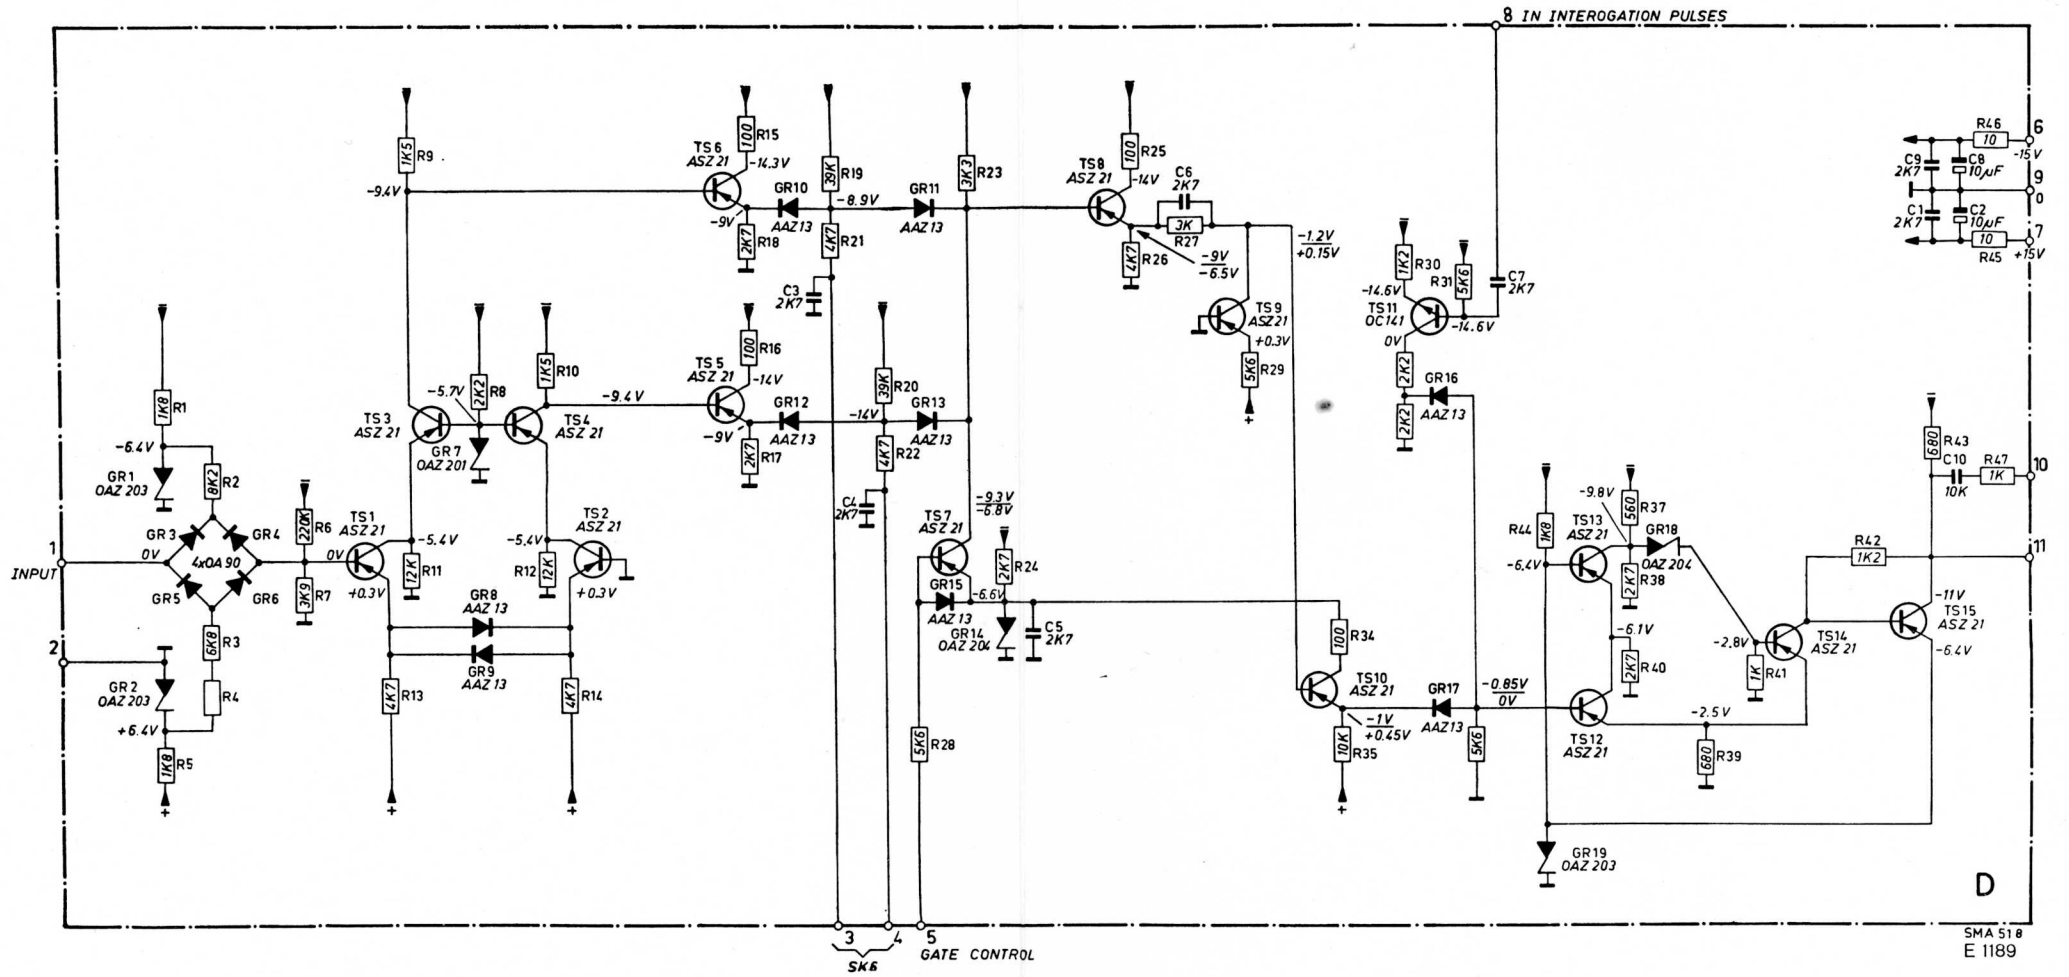 8 IN INTEROGATION PULSES
1K5 R9
-9.4V
TS6
ASZ 21
100 R15
-14.3V
GR10
AAZ 13
-9V
2K7 R18
39K R19
-8.9V
4K7 R21
C3
2K7
GR11
AAZ 13
3K3 R23
TS8
ASZ 21
100 R25
-14V
C6
2K7
3K
R27
4K7 R26
-9V
-6.5V
-1.2V
+0.15V
TS9
ASZ 21
+0.3V
5K6 R29
+
1K2 R30
-14.6V
R31 5K6
TS11
OC141
-14.6V
0V
2K2
2K2
GR16
AAZ 13
C7
2K7
R46
10
6
-15V
C9
2K7
C8
10µF
9
0
C1
2K7
C2
10µF
10
R45
7
+15V
1K8 R1
-6.4V
GR1
OAZ 203
8K2 R2
GR3
GR4
4xOA 90
GR5
GR6
0V
1
INPUT
2
6K8 R3
R4
GR2
OAZ 203
+6.4V
1K8 R5
+
220K R6
0V
3K9 R7
TS1
ASZ 21
-5.4V
+0.3V
12K R11
TS3
ASZ 21
-5.7V
2K2 R8
GR7
OAZ 201
1K5 R10
TS4
ASZ 21
-5.4V
R12 12K
TS2
ASZ 21
+0.3V
GR8
AAZ 13
GR9
AAZ 13
4K7 R13
+
4K7 R14
+
-9.4V
TS5
ASZ 21
100 R16
-14V
-9V
2K7 R17
GR12
AAZ 13
39K R20
-14V
4K7 R22
C4
2K7
GR13
AAZ 13
-9.3V
-6.8V
TS7
ASZ 21
2K7 R24
GR15
AAZ 13
-6.6V
GR14
OAZ 204
C5
2K7
5K6 R28
100 R34
TS10
ASZ 21
-1V
+0.45V
10K R35
+
GR17
AAZ 13
-0.85V
0V
5K6
R44 1K8
-6.4V
TS13
ASZ 21
-9.8V
560 R37
GR18
OAZ 204
2K7 R38
-6.1V
2K7 R40
TS12
ASZ 21
-2.5V
680 R39
-2.8V
1K R41
TS14
ASZ 21
R42
1K2
680 R43
C10
10K
R47
1K
10
11
-11V
TS15
ASZ 21
-6.4V
GR19
OAZ 203
D
3
4
5
SK6
GATE CONTROL
SMA 518
E 1189